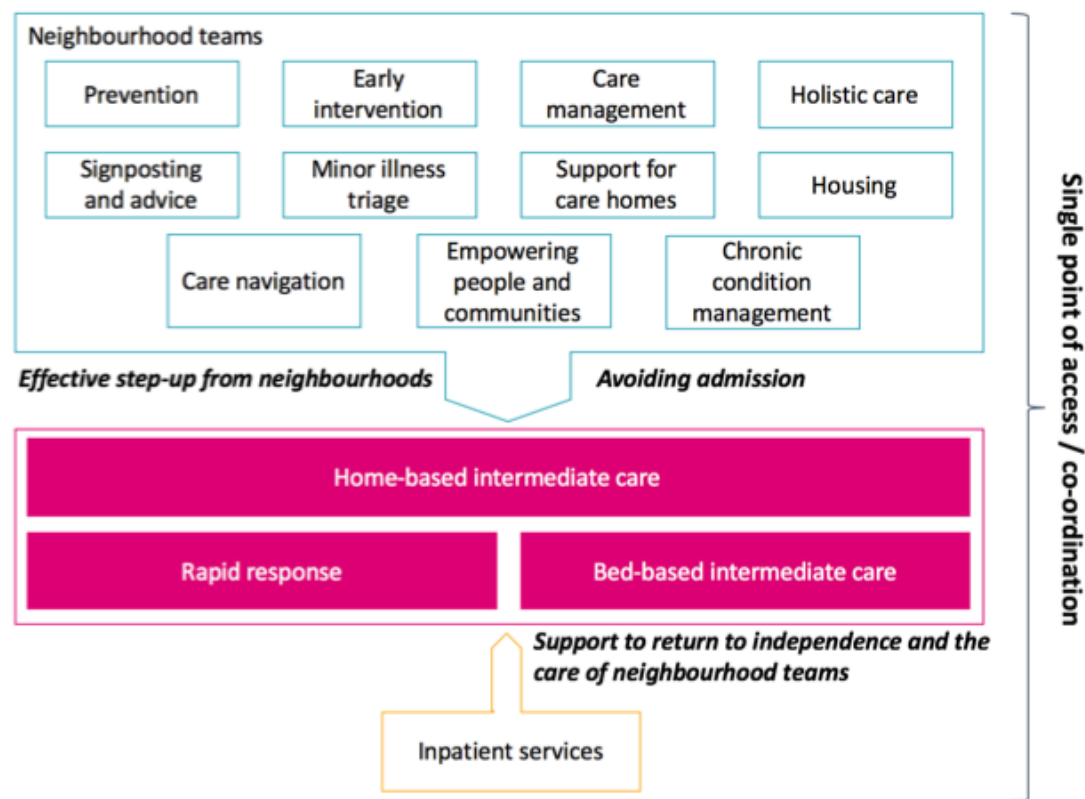 Neighbourhood teams
Prevention
Early
intervention
Care
management
Holistic care
Signposting
and advice
Minor illness
triage
Support for
care homes
Housing
Care navigation
Empowering
people and
communities
Chronic
condition
management
Effective step-up from neighbourhoods
Avoiding admission
Home-based intermediate care
Rapid response
Bed-based intermediate care
Support to return to independence and the
care of neighbourhood teams
Inpatient services
Single point of access / co-ordination